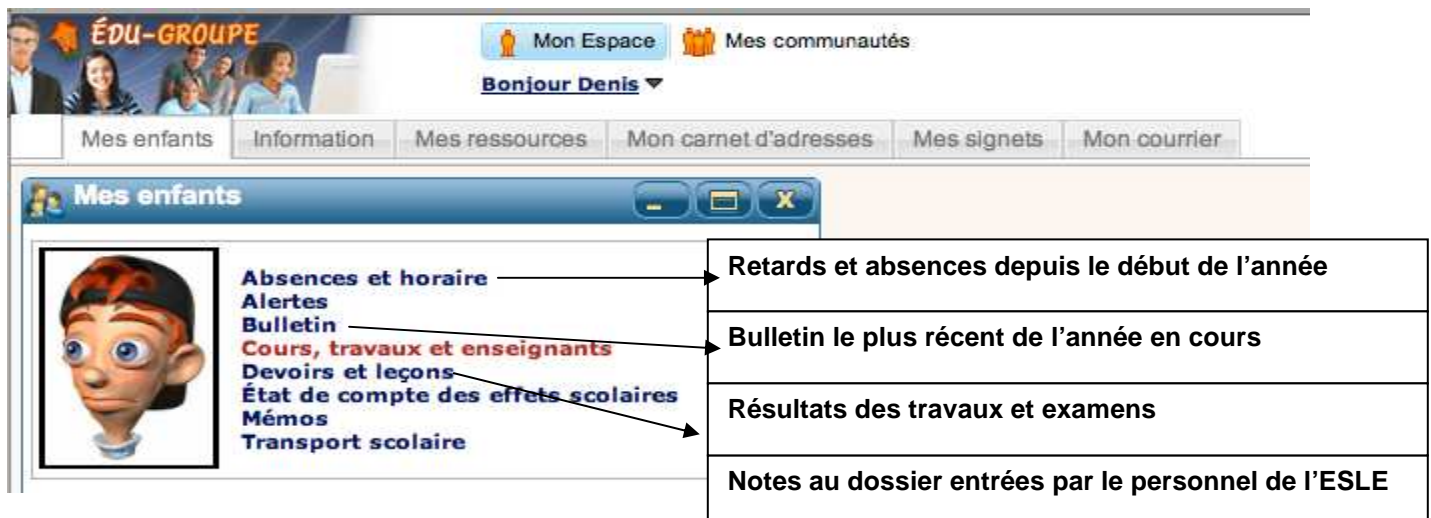 ÉDU-GROUPE
Mon Espace Mes communautés
Bonjour Denis
Mes enfants Information Mes ressources Mon carnet d'adresses Mes signets Mon courrier
Mes enfants
Absences et horaire
Alertes
Bulletin
Cours, travaux et enseignants
Devoirs et leçons
État de compte des effets scolaires
Mémos
Transport scolaire
Retards et absences depuis le début de l'année
Bulletin le plus récent de l'année en cours
Résultats des travaux et examens
Notes au dossier entrées par le personnel de l'ESLE